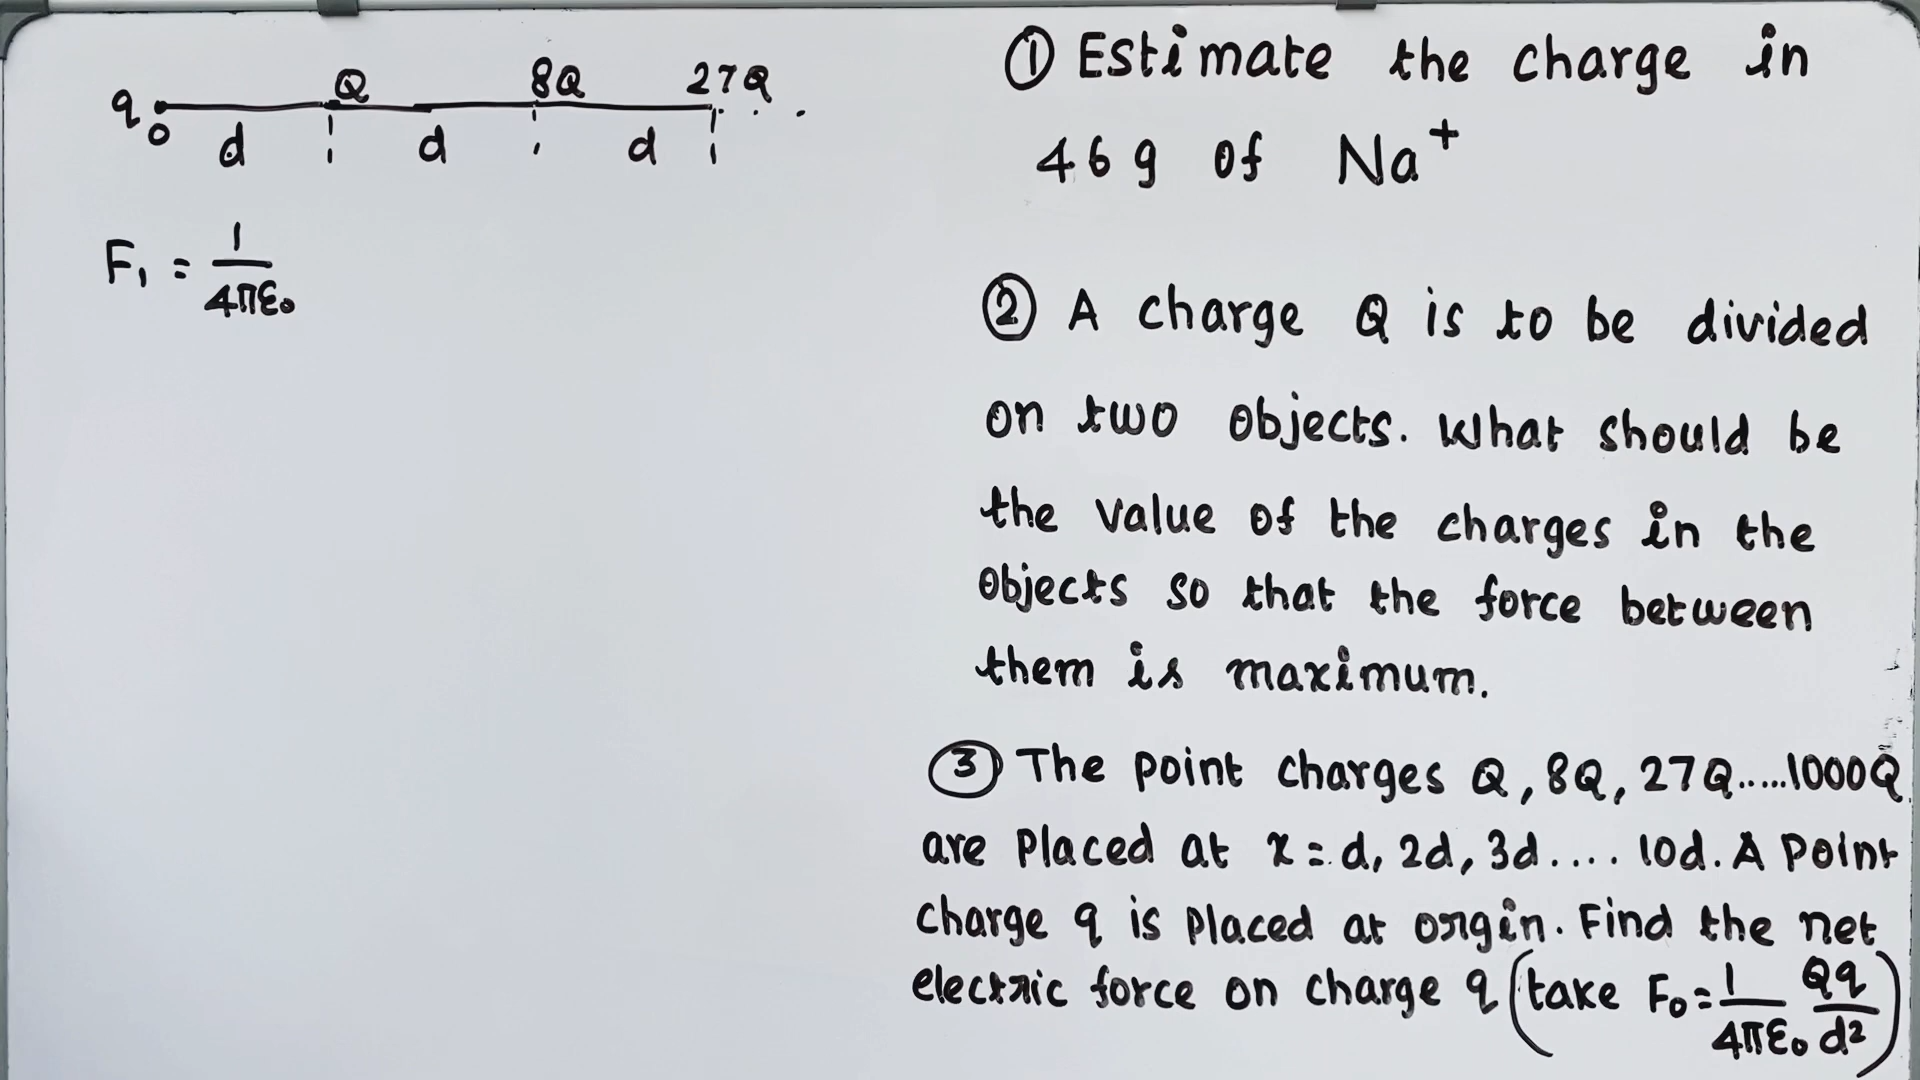 q Q 8Q 27Q . . .
0 d d d
F₁ = 1/4πε₀
① Estimate the charge in
46g of Na⁺
② A charge Q is to be divided
on two objects. What should be
the value of the charges in the
objects so that the force between
them is maximum.
③ The point charges Q, 8Q, 27Q.....1000Q
are placed at x = d, 2d, 3d.... 10d. A point
charge q is placed at origin. Find the net
electric force on charge q (take F₀ = 1/4πε₀ Qq/d²)